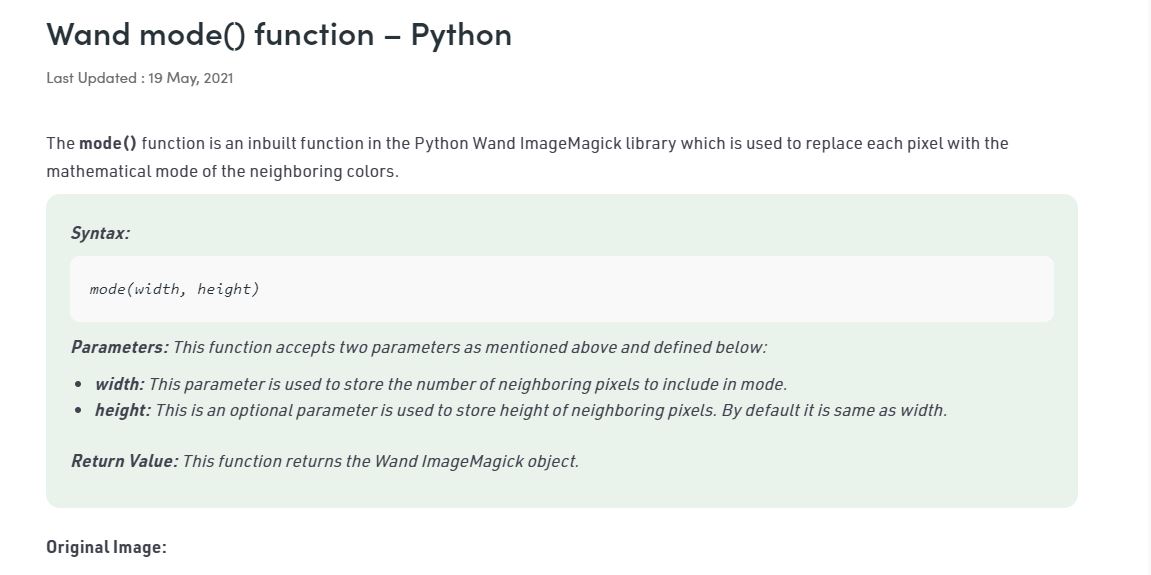 Wand mode() function – Python
Last Updated : 19 May, 2021
The mode() function is an inbuilt function in the Python Wand ImageMagick library which is used to replace each pixel with the
mathematical mode of the neighboring colors.
Syntax:
mode(width, height)
Parameters: This function accepts two parameters as mentioned above and defined below:
• width: This parameter is used to store the number of neighboring pixels to include in mode.
• height: This is an optional parameter is used to store height of neighboring pixels. By default it is same as width.
Return Value: This function returns the Wand ImageMagick object.
Original Image: